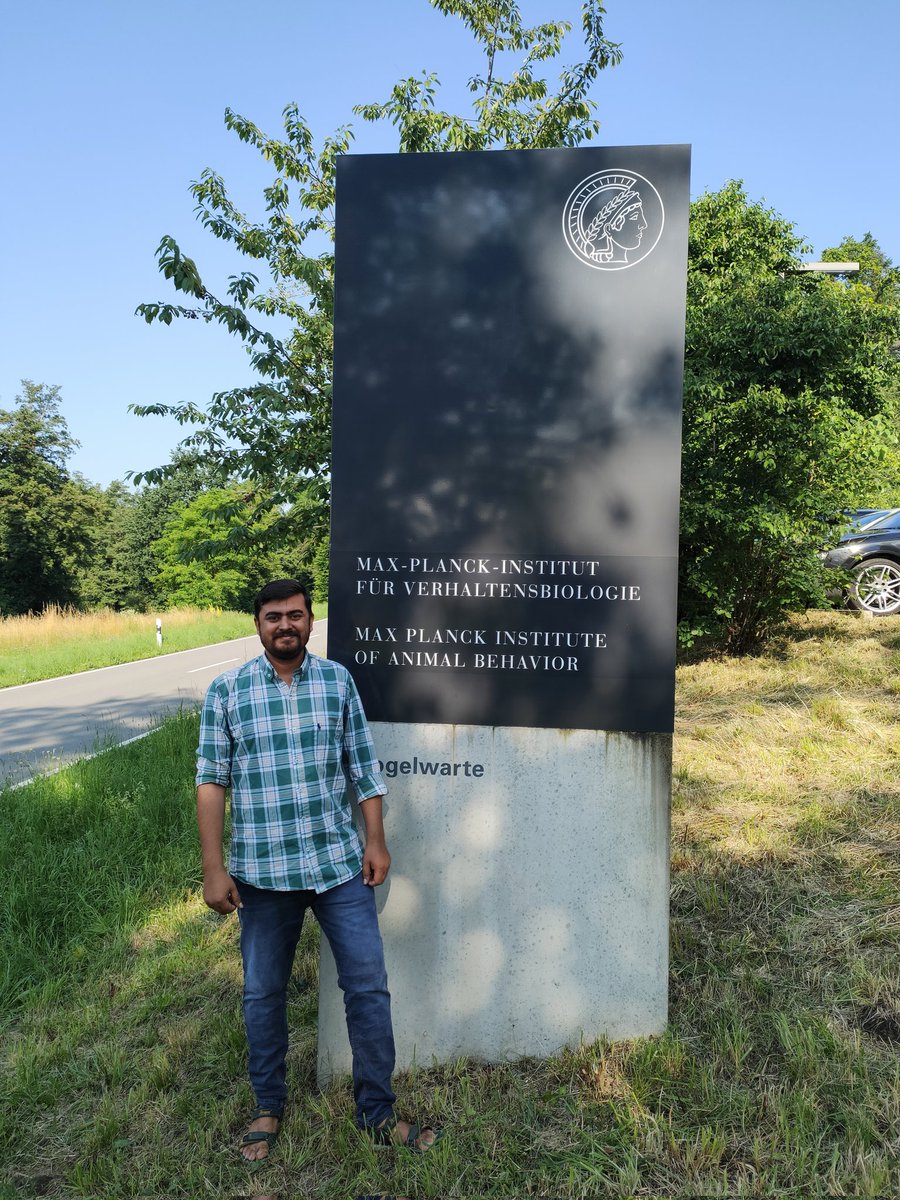 MAX-PLANCK-INSTITUT
FÜR VERHALTENSBIOLOGIE
MAX PLANCK INSTITUTE
OF ANIMAL BEHAVIOR
ogelwarte